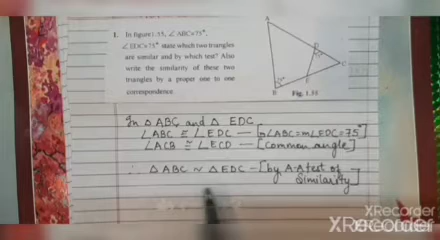 1. In figure 1.55, ∠ ABC=75°,
∠ EDC=75° state which two triangles
are similar and by which test? Also
write the similarity of these two
triangles by a proper one to one
correspondence.
A
D
75°
C
75°
B
Fig. 1.55
In △ ABC and △ EDC
∠ABC ≅ ∠EDC — [m∠ABC=m∠EDC=75°]
∠ACB ≅ ∠ECD — [common angle]
∴ △ ABC ~ △ EDC - [by A.A test of
Similarity]
XRecorder
XRecorder
XRecorder